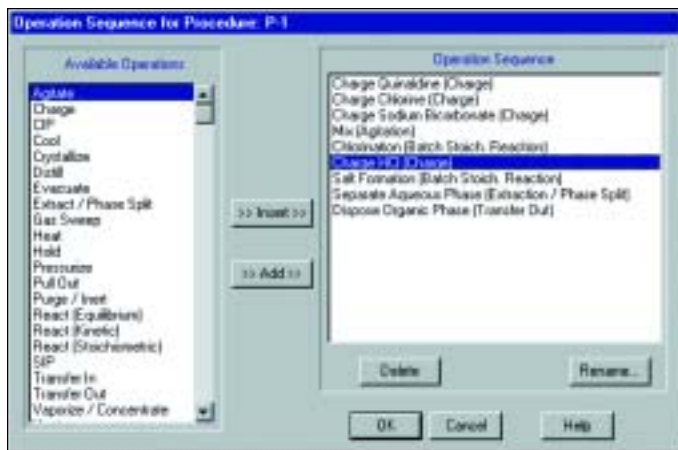 Operation Sequence for Procedure: P-1
Available Operations
Agitate
Charge
CIP
Cool
Crystallize
Distill
Evacuate
Extract / Phase Split
Gas Sweep
Heat
Hold
Pressurize
Pull Out
Purge / Inert
React (Equilibrium)
React (Kinetic)
React (Stoichiometric)
SIP
Transfer In
Transfer Out
Vaporize / Concentrate
>> Insert >>
>> Add >>
Operation Sequence
Charge Quinaldine (Charge)
Charge Chlorine (Charge)
Charge Sodium Bicarbonate (Charge)
Mix (Agitation)
Chlorination (Batch Stoich. Reaction)
Charge HCl (Charge)
Salt Formation (Batch Stoich. Reaction)
Separate Aqueous Phase (Extraction / Phase Split)
Dispose Organic Phase (Transfer Out)
Delete
Rename...
OK
Cancel
Help